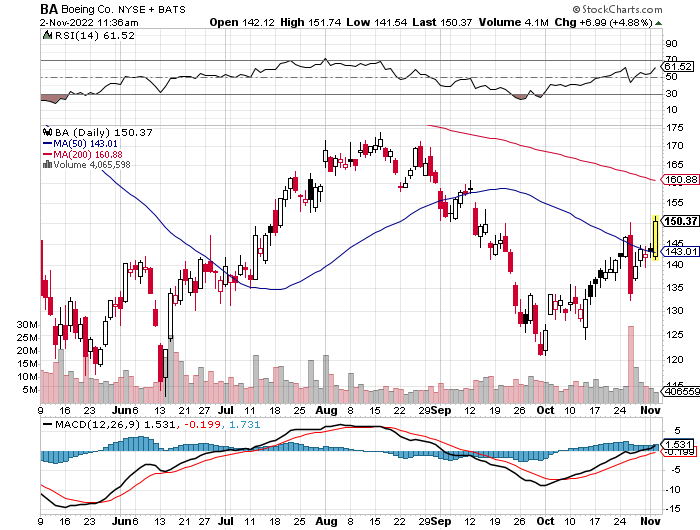 BA Boeing Co. NYSE + BATS
© StockCharts.com
2-Nov-2022 11:36am
Open 142.12 High 151.74 Low 141.54 Last 150.37 Volume 4.1M Chg +6.99 (+4.88%)
RSI(14) 61.52
90
70
61.52
50
30
10
BA (Daily) 150.37
MA(50) 143.01
MA(200) 160.88
Volume 4,065,598
175
170
165
160.88
155
150.37
145
143.01
140
135
130
125
120
115
30M
25M
20M
15M
10M
5M
4065598
9 16 23 Jun 6 13 21 27 Jul 11 18 25 Aug 8 15 22 29 Sep 12 19 26 Oct 10 17 24 Nov
MACD(12,26,9) 1.531, -0.199, 1.731
5
1.531
-0.199
-5
-10
-15
9 16 23 Jun 6 13 21 27 Jul 11 18 25 Aug 8 15 22 29 Sep 12 19 26 Oct 10 17 24 Nov